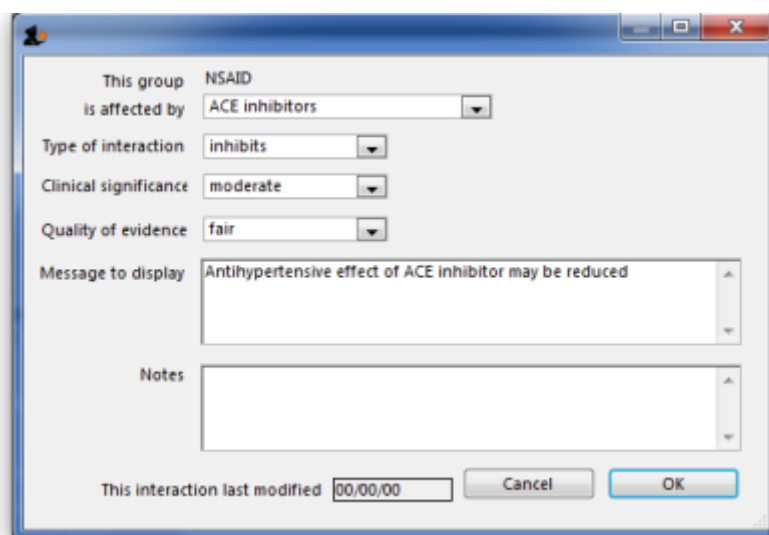 This group NSAID
is affected by ACE inhibitors
Type of interaction inhibits
Clinical significance moderate
Quality of evidence fair
Message to display Antihypertensive effect of ACE inhibitor may be reduced
Notes
This interaction last modified 00/00/00 Cancel OK